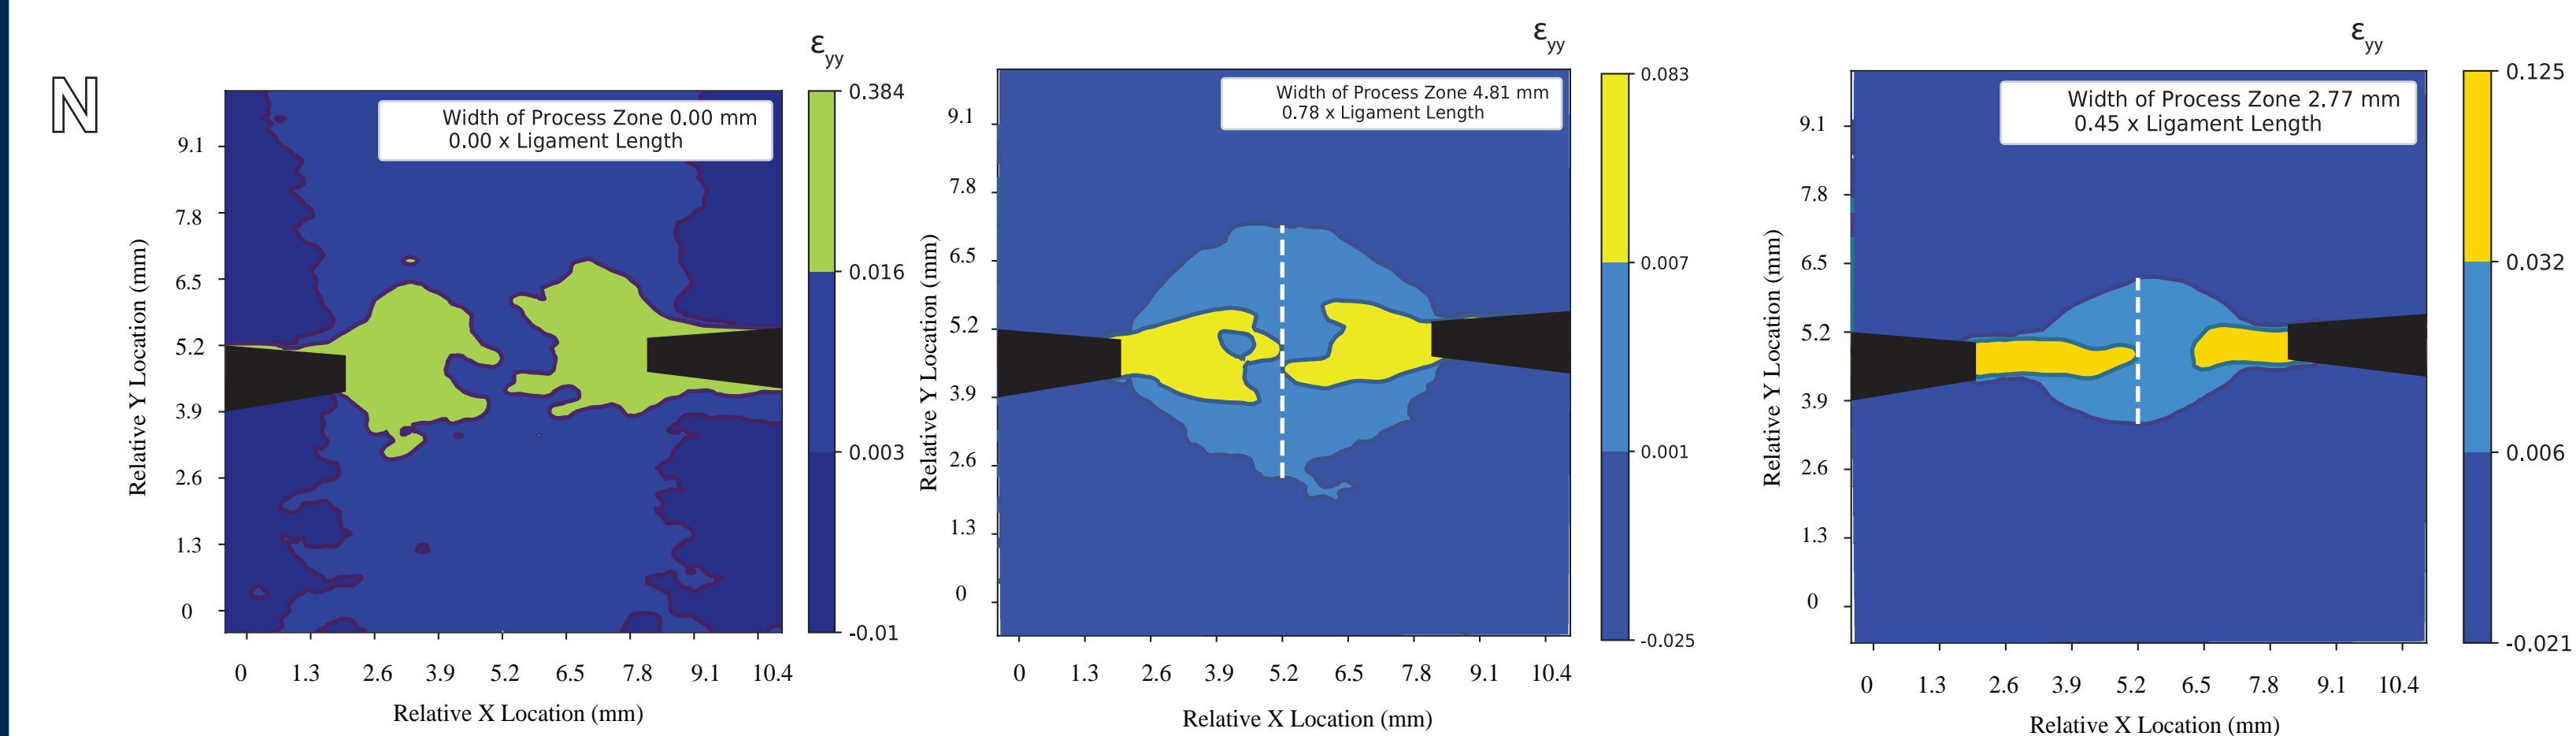 N
εyy
Width of Process Zone 0.00 mm
0.00 x Ligament Length
0.384
0.016
0.003
-0.01
9.1
7.8
6.5
5.2
3.9
2.6
1.3
0
Relative Y Location (mm)
0 1.3 2.6 3.9 5.2 6.5 7.8 9.1 10.4
Relative X Location (mm)
εyy
Width of Process Zone 4.81 mm
0.78 x Ligament Length
0.083
0.007
0.001
-0.025
9.1
7.8
6.5
5.2
3.9
2.6
1.3
0
Relative Y Location (mm)
0 1.3 2.6 3.9 5.2 6.5 7.8 9.1 10.4
Relative X Location (mm)
εyy
Width of Process Zone 2.77 mm
0.45 x Ligament Length
0.125
0.032
0.006
-0.021
9.1
7.8
6.5
5.2
3.9
2.6
1.3
0
Relative Y Location (mm)
0 1.3 2.6 3.9 5.2 6.5 7.8 9.1 10.4
Relative X Location (mm)